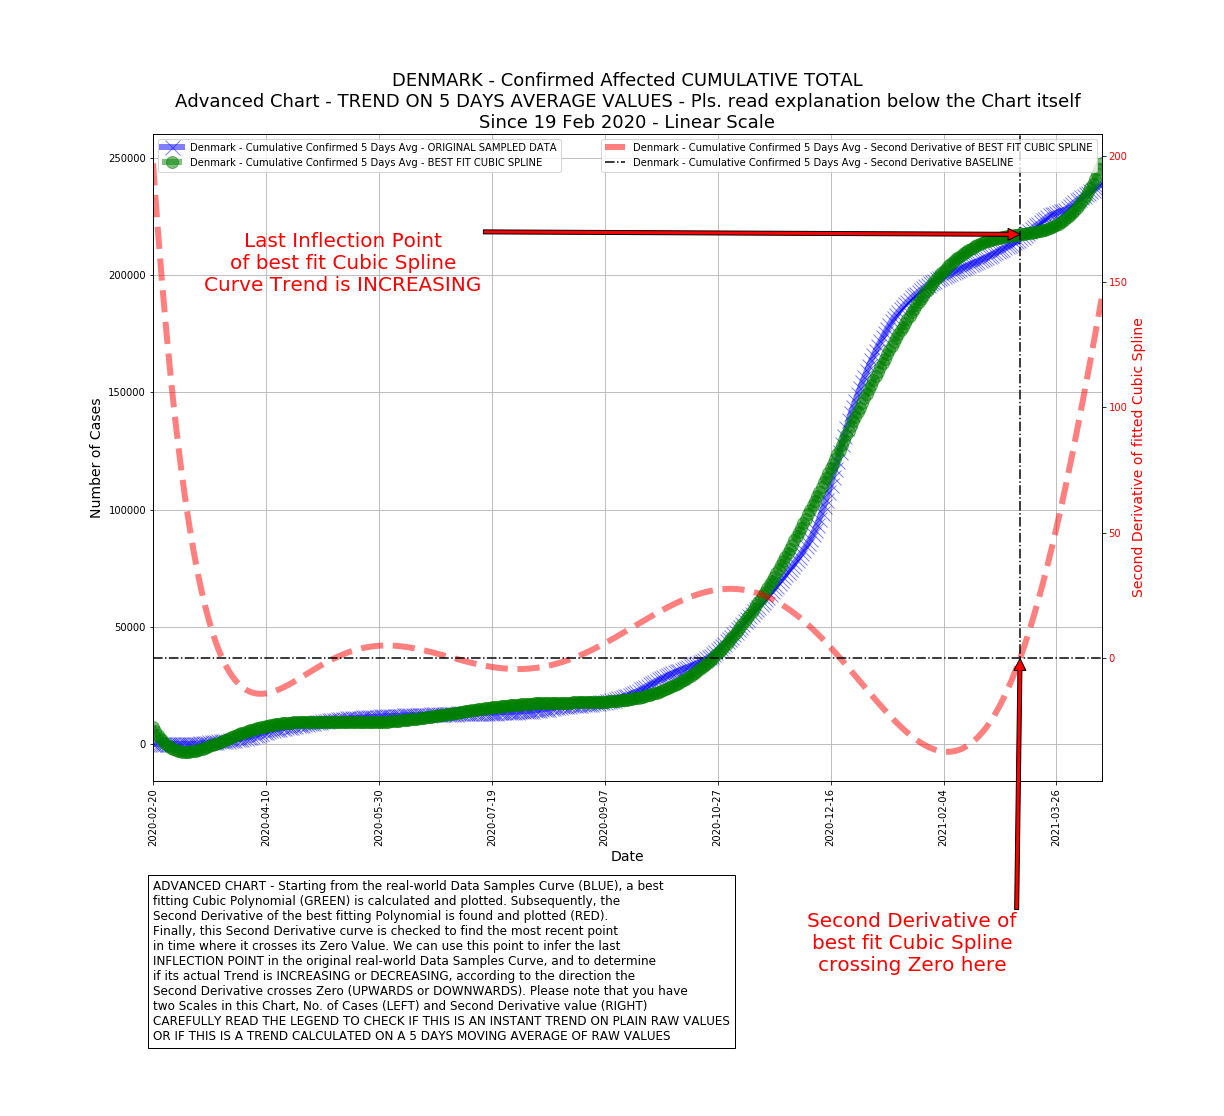 DENMARK - Confirmed Affected CUMULATIVE TOTAL
Advanced Chart - TREND ON 5 DAYS AVERAGE VALUES - Pls. read explanation below the Chart itself
Since 19 Feb 2020 - Linear Scale
Denmark - Cumulative Confirmed 5 Days Avg - ORIGINAL SAMPLED DATA
Denmark - Cumulative Confirmed 5 Days Avg - BEST FIT CUBIC SPLINE
Denmark - Cumulative Confirmed 5 Days Avg - Second Derivative of BEST FIT CUBIC SPLINE
Denmark - Cumulative Confirmed 5 Days Avg - Second Derivative BASELINE
Last Inflection Point
of best fit Cubic Spline
Curve Trend is INCREASING
Number of Cases
250000
200000
150000
100000
50000
0
200
150
100
50
0
Second Derivative of fitted Cubic Spline
2020-02-20
2020-04-10
2020-05-30
2020-07-19
2020-09-07
2020-10-27
2020-12-16
2021-02-04
2021-03-26
Date
ADVANCED CHART - Starting from the real-world Data Samples Curve (BLUE), a best
fitting Cubic Polynomial (GREEN) is calculated and plotted. Subsequently, the
Second Derivative of the best fitting Polynomial is found and plotted (RED).
Finally, this Second Derivative curve is checked to find the most recent point
in time where it crosses its Zero Value. We can use this point to infer the last
INFLECTION POINT in the original real-world Data Samples Curve, and to determine
if its actual Trend is INCREASING or DECREASING, according to the direction the
Second Derivative crosses Zero (UPWARDS or DOWNWARDS). Please note that you have
two Scales in this Chart, No. of Cases (LEFT) and Second Derivative value (RIGHT)
CAREFULLY READ THE LEGEND TO CHECK IF THIS IS AN INSTANT TREND ON PLAIN RAW VALUES
OR IF THIS IS A TREND CALCULATED ON A 5 DAYS MOVING AVERAGE OF RAW VALUES
Second Derivative of
best fit Cubic Spline
crossing Zero here